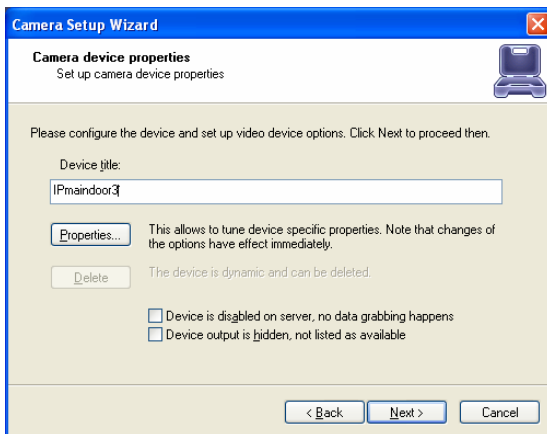 Camera Setup Wizard
Camera device properties
Set up camera device properties
Please configure the device and set up video device options. Click Next to proceed then.
Device title:
IPmaindoor3
Properties...
This allows to tune device specific properties. Note that changes of
the options have effect immediately.
Delete
The device is dynamic and can be deleted.
Device is disabled on server, no data grabbing happens
Device output is hidden, not listed as available
< Back
Next >
Cancel